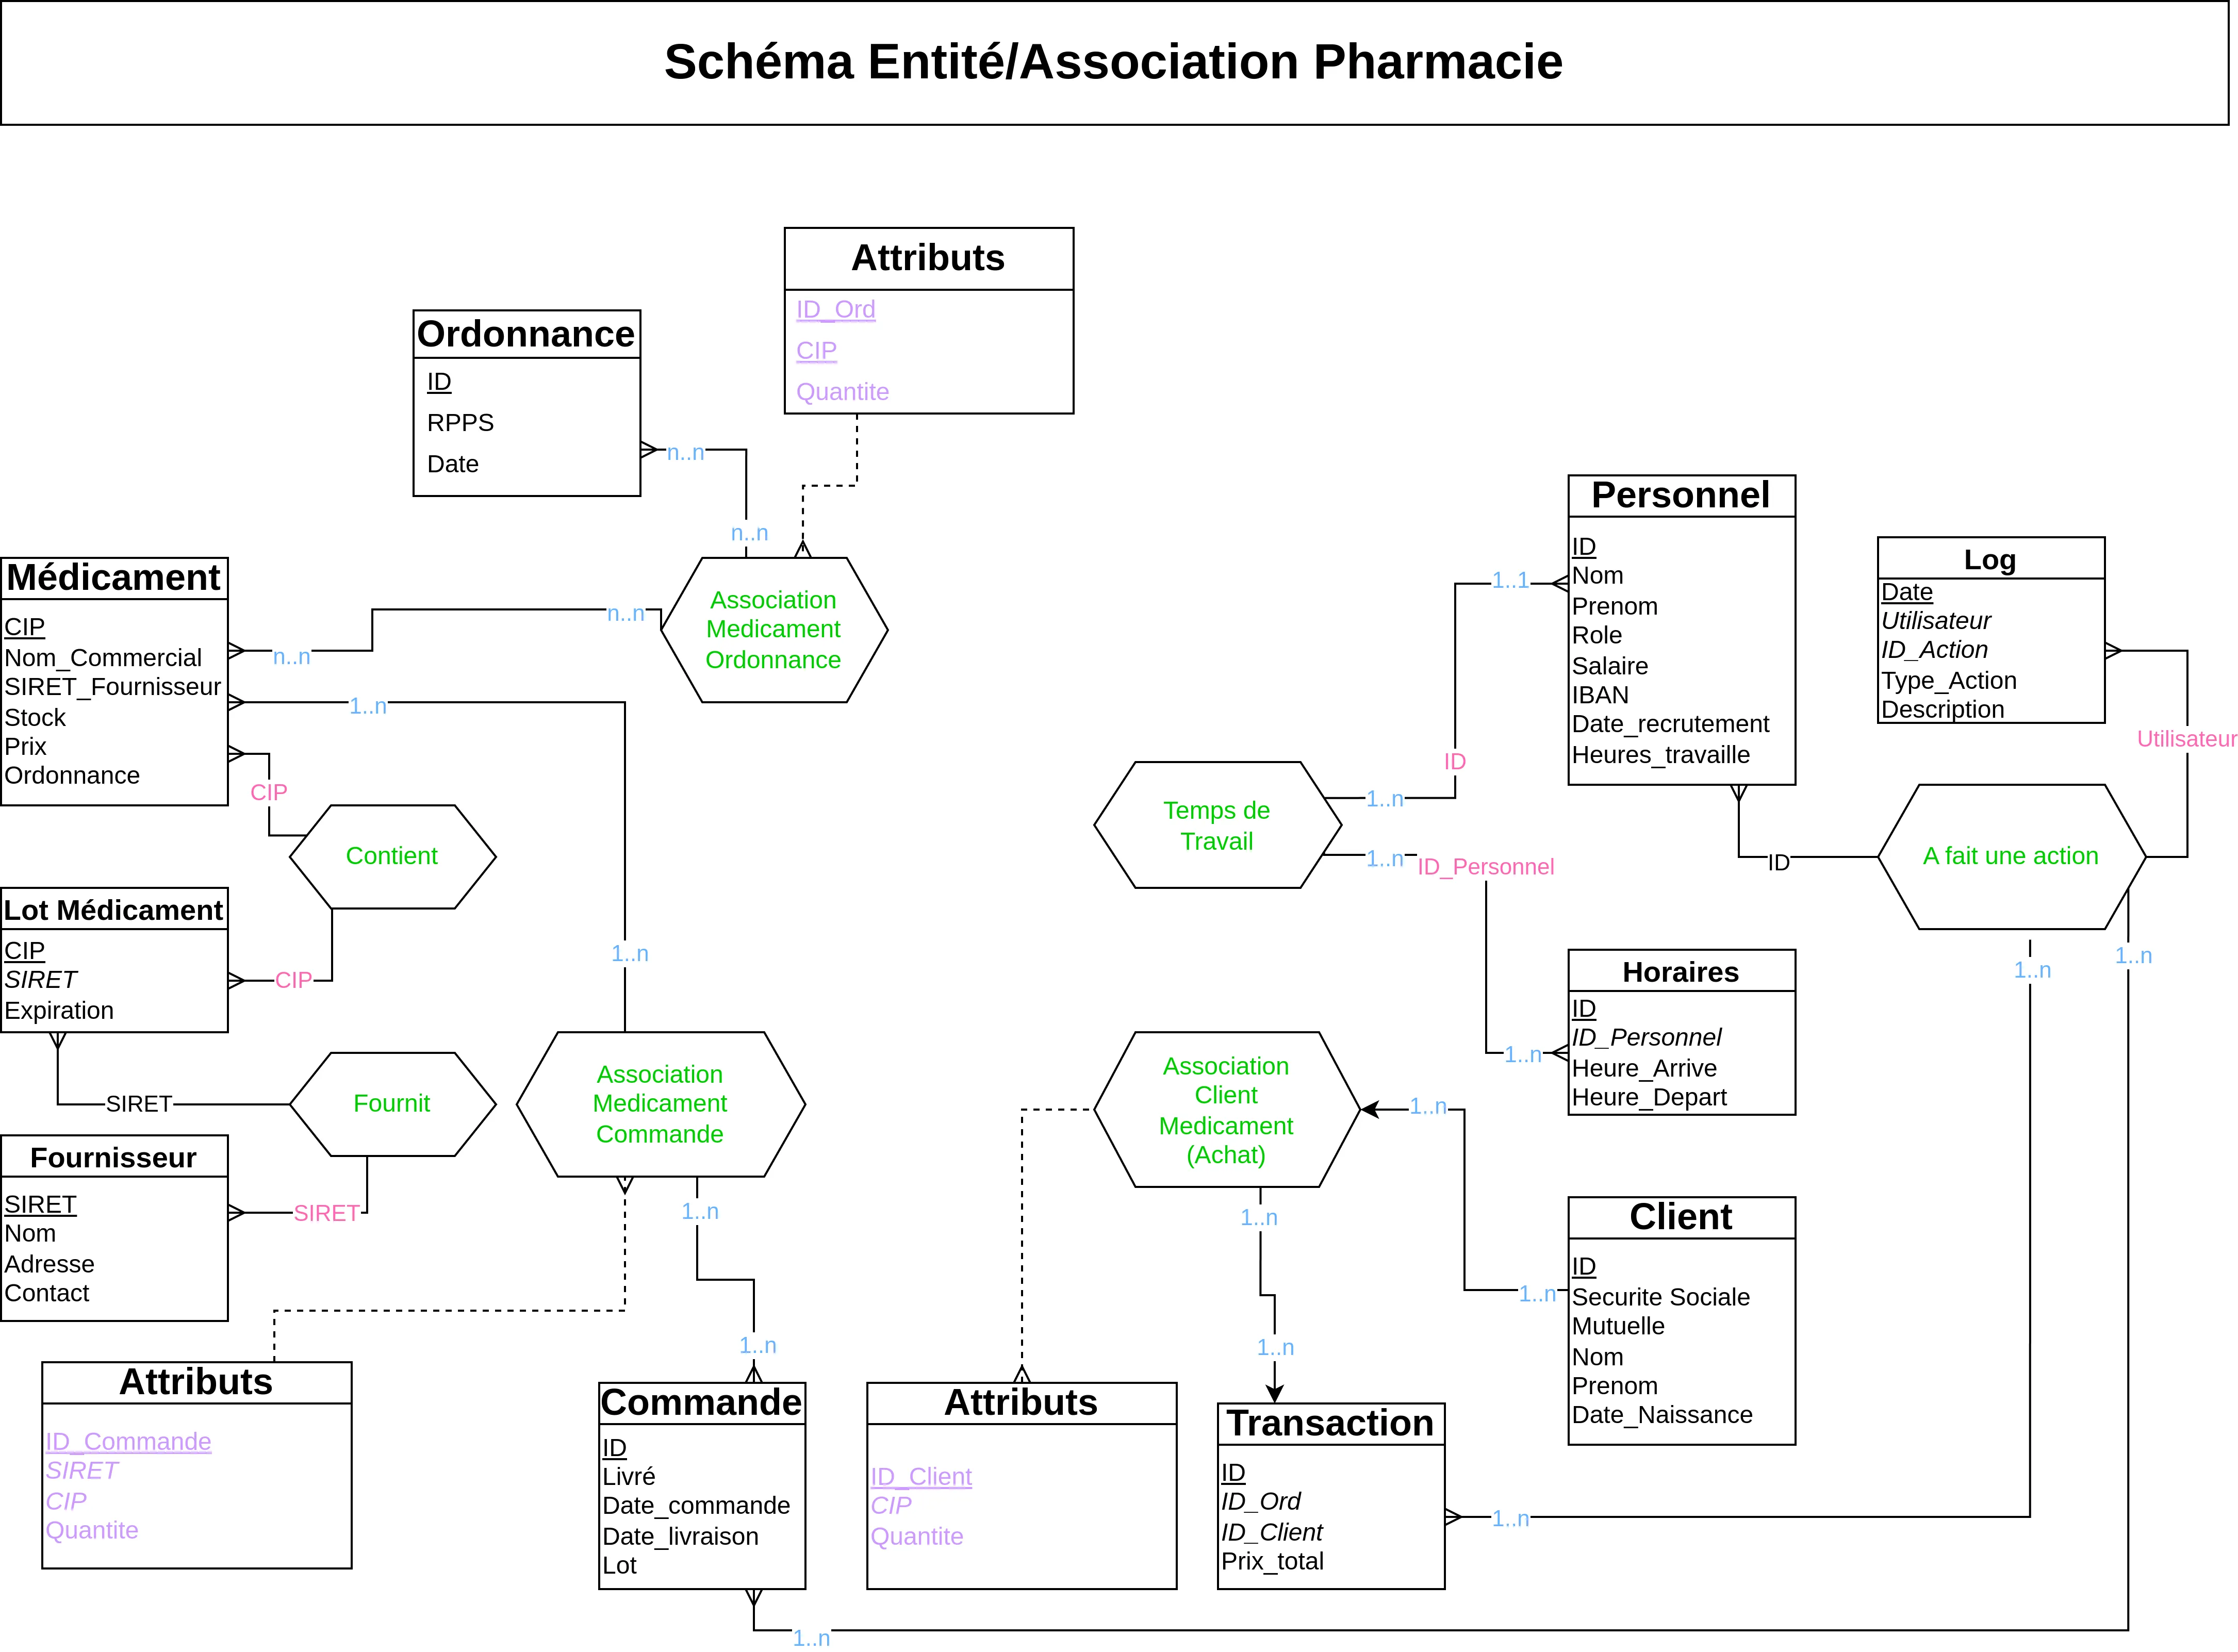 Schéma Entité/Association Pharmacie
Attributs
ID_Ord
CIP
Quantite
Ordonnance
ID
RPPS
Date
n..n
n..n
Médicament
CIP
Nom_Commercial
SIRET_Fournisseur
Stock
Prix
Ordonnance
n..n
n..n
1..n
Association
Medicament
Ordonnance
Personnel
ID
Nom
Prenom
Role
Salaire
IBAN
Date_recrutement
Heures_travaille
Log
Date
Utilisateur
ID_Action
Type_Action
Description
Utilisateur
1..1
ID
1..n
Temps de
Travail
1..n
ID_Personnel
CIP
Contient
ID
A fait une action
Lot Médicament
CIP
SIRET
Expiration
CIP
1..n
1..n
1..n
Horaires
ID
ID_Personnel
Heure_Arrive
Heure_Depart
1..n
SIRET
Fournit
Association
Medicament
Commande
Association
Client
Medicament
(Achat)
1..n
Fournisseur
SIRET
Nom
Adresse
Contact
SIRET
1..n
1..n
Client
ID
Securite Sociale
Mutuelle
Nom
Prenom
Date_Naissance
1..n
1..n
1..n
Attributs
ID_Commande
SIRET
CIP
Quantite
Commande
ID
Livré
Date_commande
Date_livraison
Lot
Attributs
ID_Client
CIP
Quantite
Transaction
ID
ID_Ord
ID_Client
Prix_total
1..n
1..n